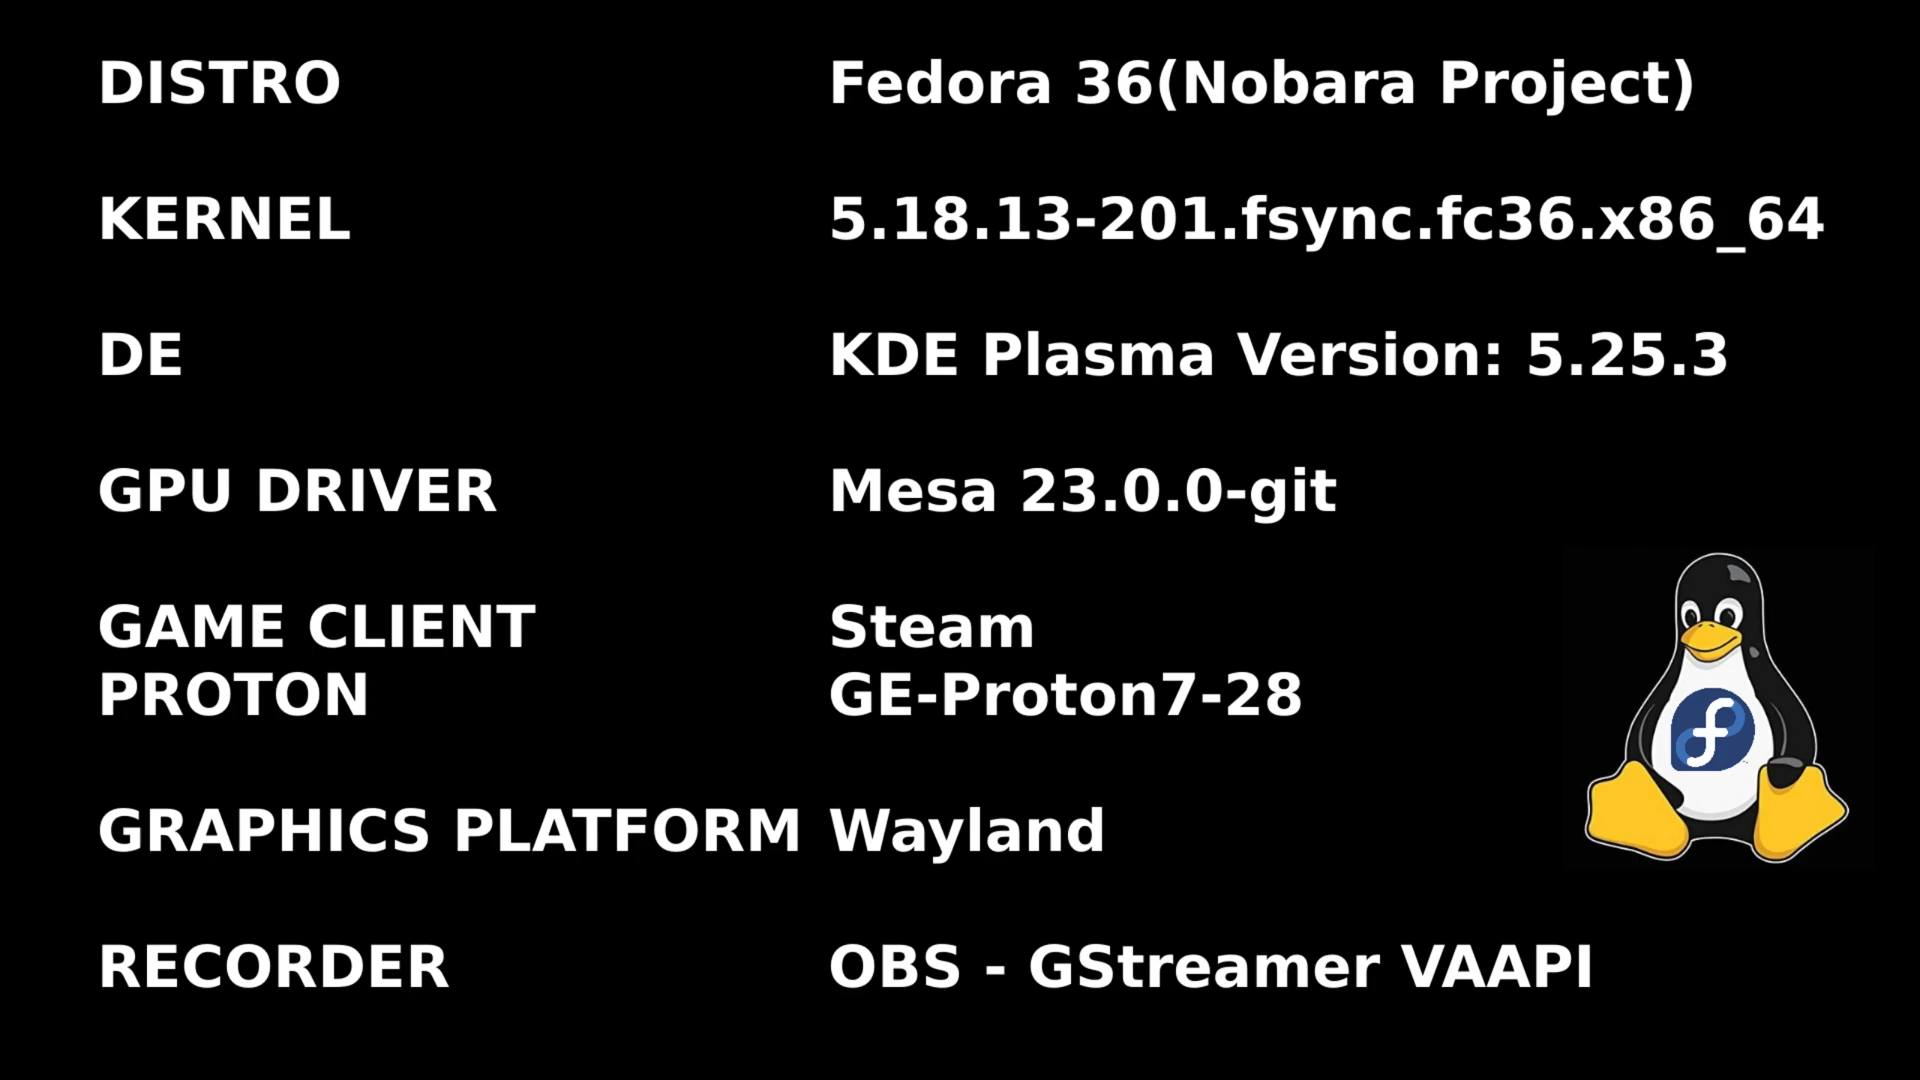 DISTRO Fedora 36(Nobara Project)
KERNEL 5.18.13-201.fsync.fc36.x86_64
DE KDE Plasma Version: 5.25.3
GPU DRIVER Mesa 23.0.0-git
GAME CLIENT Steam
PROTON GE-Proton7-28
GRAPHICS PLATFORM Wayland
RECORDER OBS - GStreamer VAAPI